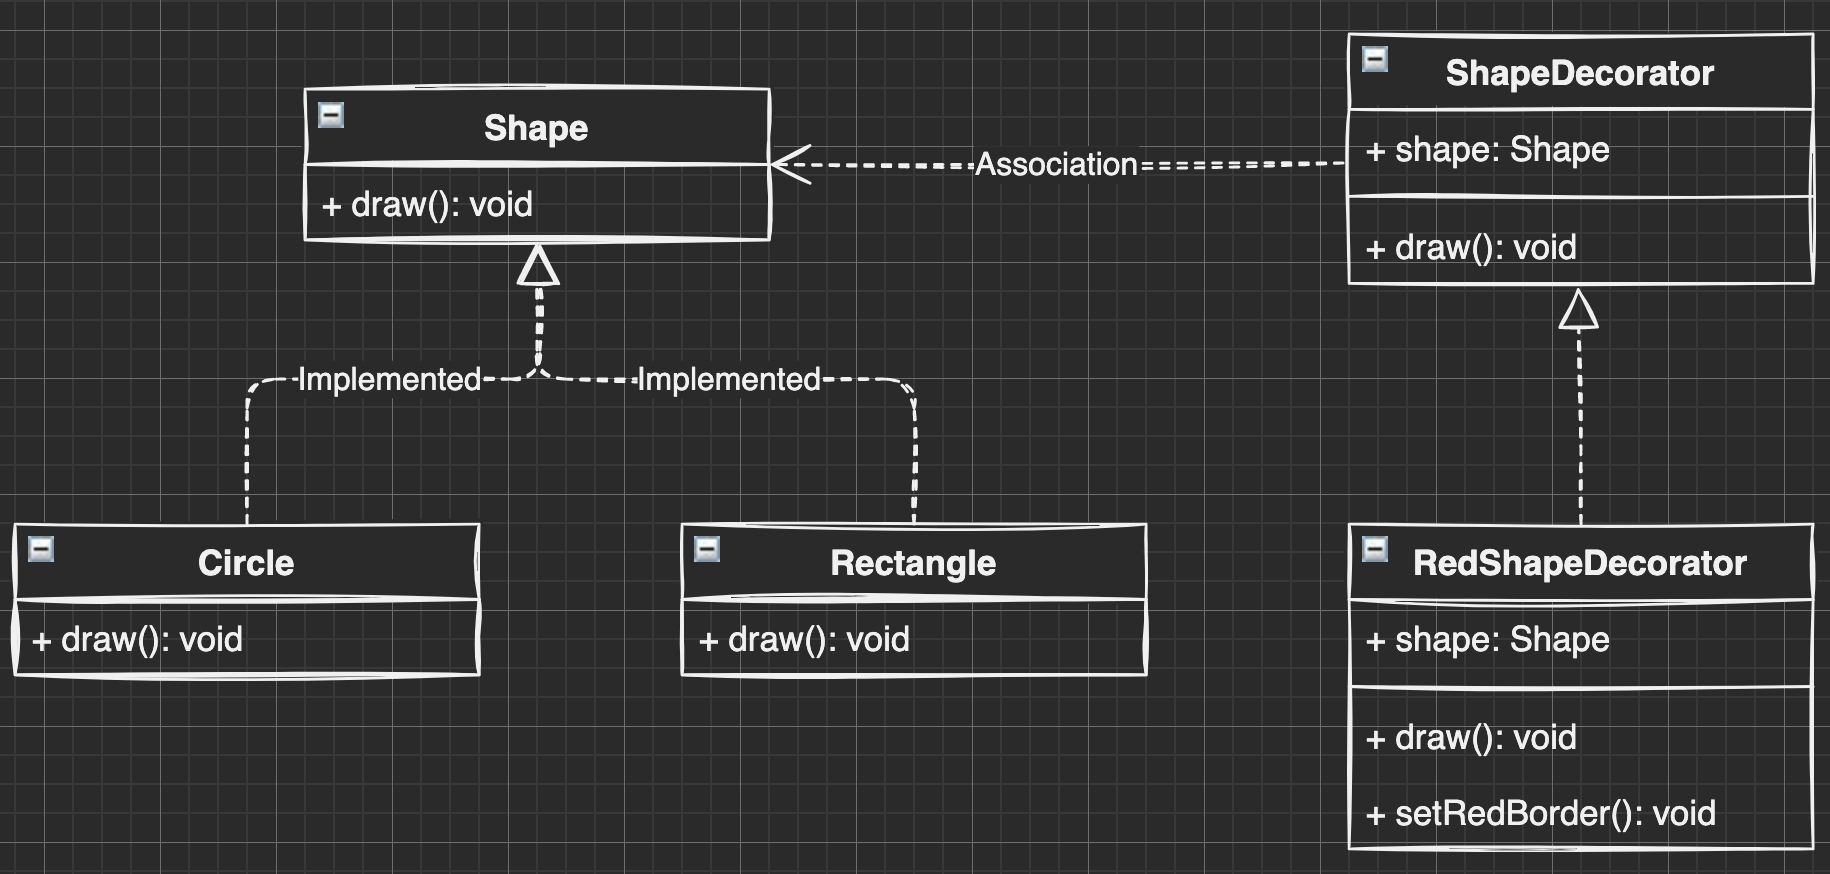 Shape
+ draw(): void
Association
ShapeDecorator
+ shape: Shape
+ draw(): void
Implemented
Implemented
Circle
+ draw(): void
Rectangle
+ draw(): void
RedShapeDecorator
+ shape: Shape
+ draw(): void
+ setRedBorder(): void